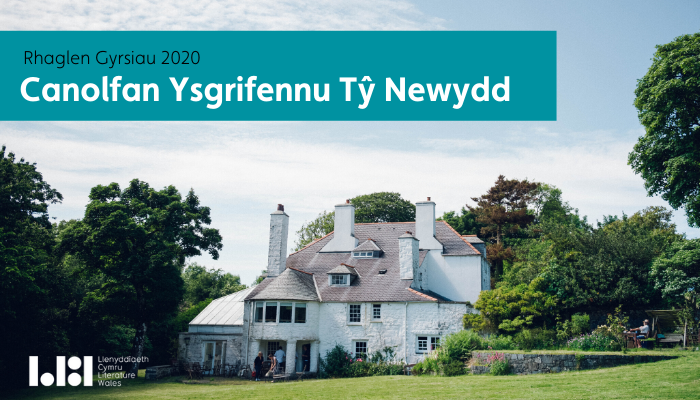 Rhaglen Gyrsiau 2020
Canolfan Ysgrifennu Tŷ Newydd
Llenyddiaeth
Cymru
Literature
Wales